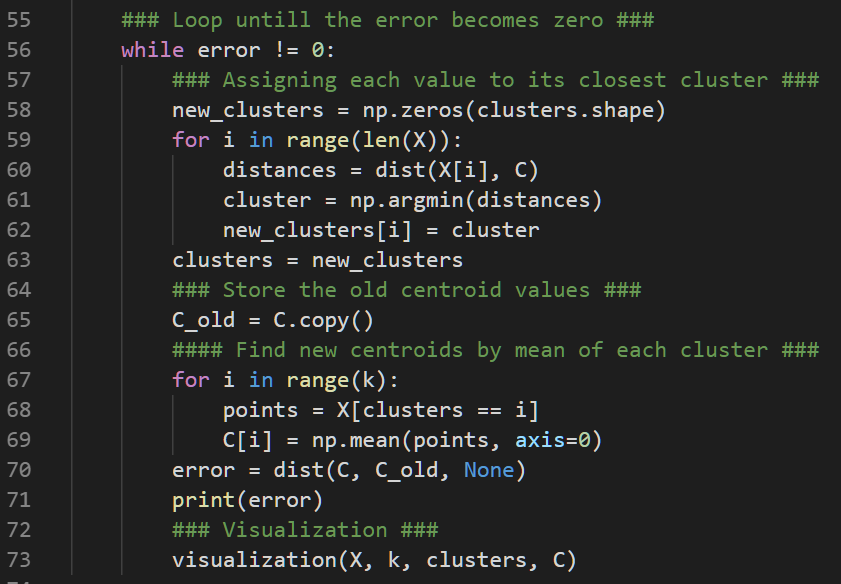 55 ### Loop untill the error becomes zero ###
56 while error != 0:
57 ### Assigning each value to its closest cluster ###
58 new_clusters = np.zeros(clusters.shape)
59 for i in range(len(X)):
60 distances = dist(X[i], C)
61 cluster = np.argmin(distances)
62 new_clusters[i] = cluster
63 clusters = new_clusters
64 ### Store the old centroid values ###
65 C_old = C.copy()
66 #### Find new centroids by mean of each cluster ###
67 for i in range(k):
68 points = X[clusters == i]
69 C[i] = np.mean(points, axis=0)
70 error = dist(C, C_old, None)
71 print(error)
72 ### Visualization ###
73 visualization(X, k, clusters, C)